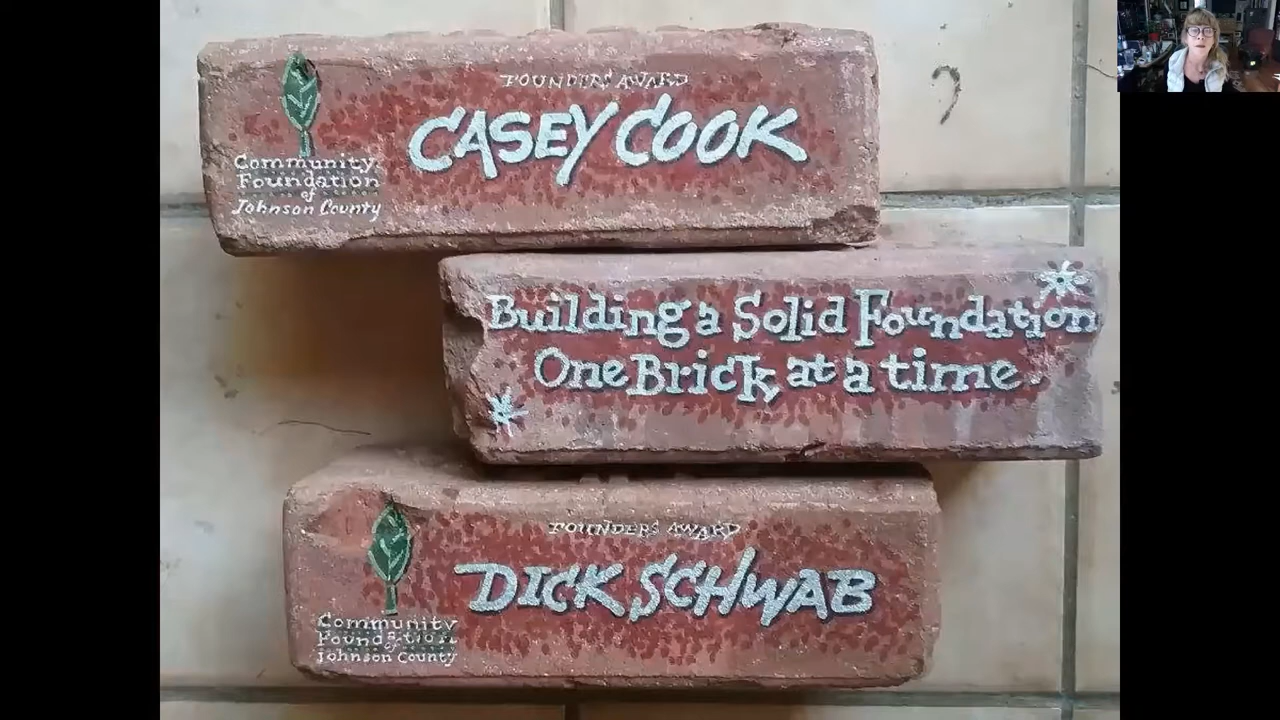 FOUNDERS' AWARD
CASEY COOK
Community
Foundation
of
Johnson County
Building a Solid Foundation
One Brick at a time.
FOUNDERS' AWARD
DICK SCHWAB
Community
Foundation
of
Johnson County